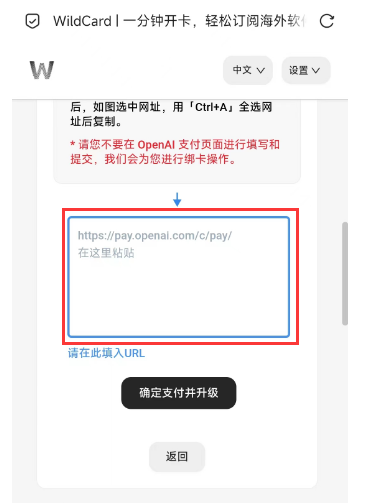 WildCard | 一分钟开卡，轻松订阅海外软
W
中文
设置
后，如图选中网址，用「Ctrl+A」全选网
址后复制。
* 请您不要在 OpenAI 支付页面进行填写和
提交，我们会为您进行绑卡操作。
https://pay.openai.com/c/pay/
在这里粘贴
请在此填入URL
确定支付并升级
返回